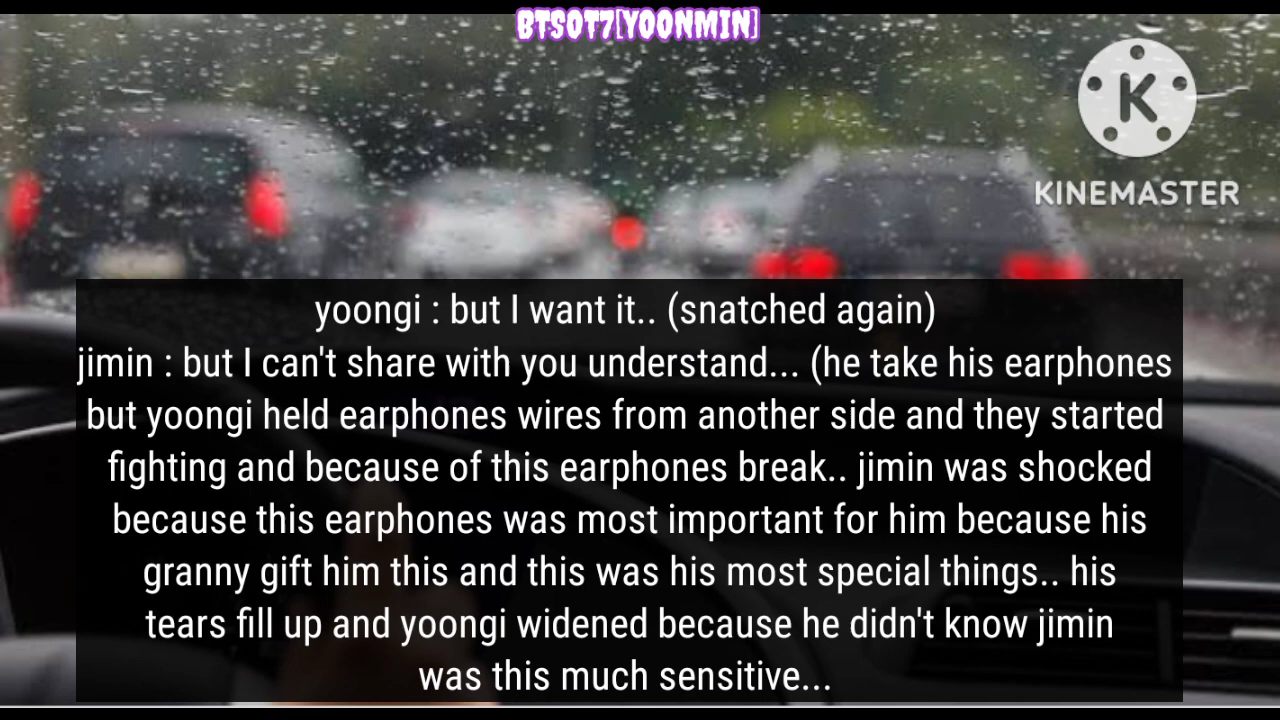 BTSOT7[YOONMIN]
K
KINEMASTER
yoongi : but I want it.. (snatched again)
jimin : but I can't share with you understand... (he take his earphones
but yoongi held earphones wires from another side and they started
fighting and because of this earphones break.. jimin was shocked
because this earphones was most important for him because his
granny gift him this and this was his most special things.. his
tears fill up and yoongi widened because he didn't know jimin
was this much sensitive...